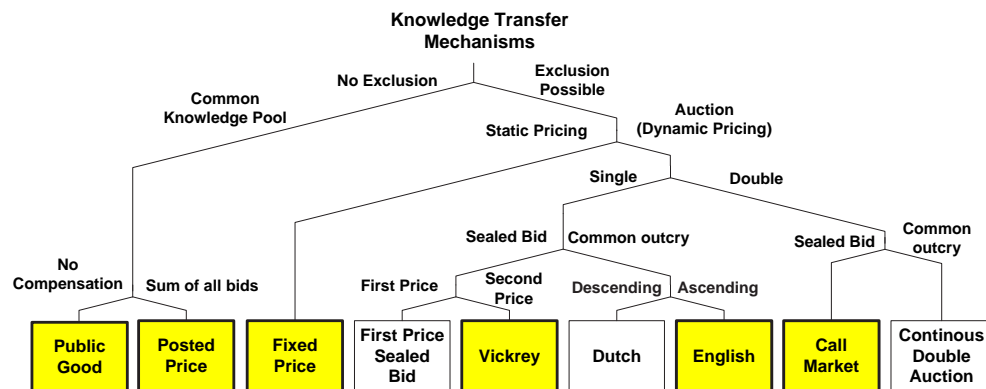 Knowledge Transfer
Mechanisms
No Exclusion
Exclusion
Possible
Common
Knowledge Pool
Auction
(Dynamic Pricing)
Static Pricing
Single
Double
Sealed Bid
Common outcry
Sealed Bid
Common
outcry
No
Compensation
Sum of all bids
First Price
Second
Price
Descending
Ascending
Public
Good
Posted
Price
Fixed
Price
First Price
Sealed
Bid
Vickrey
Dutch
English
Call
Market
Continous
Double
Auction